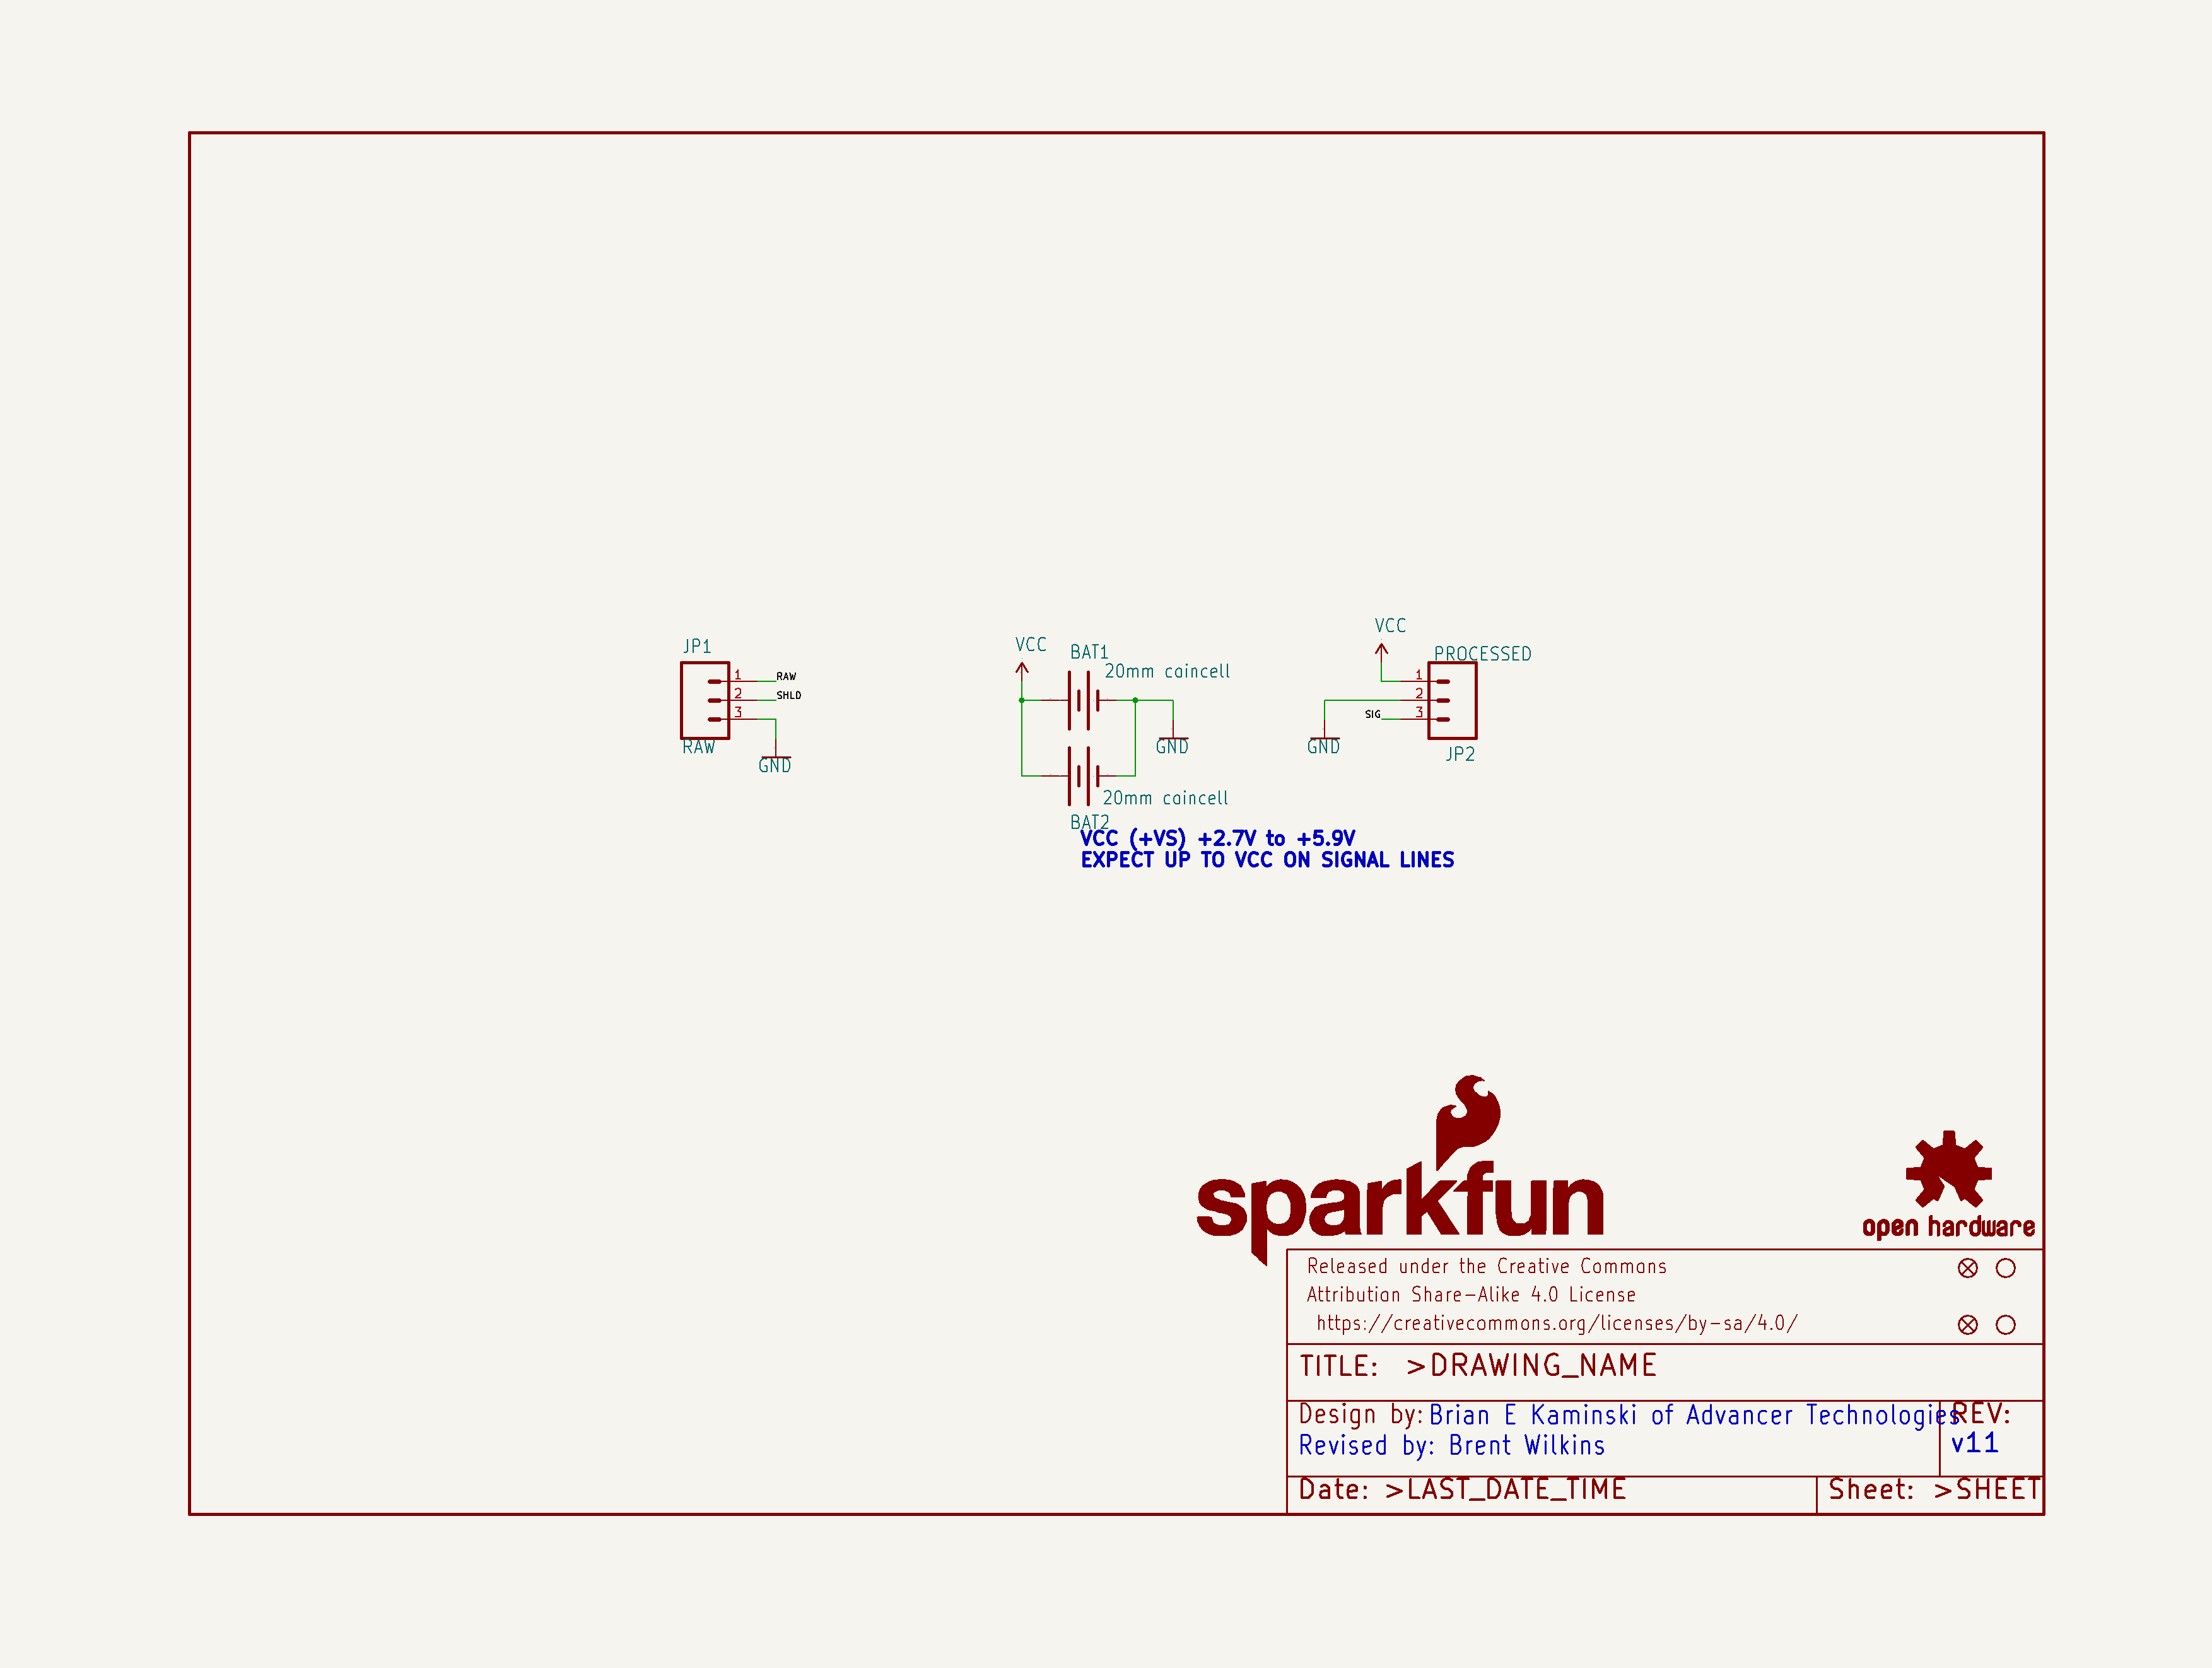 JP1
1
RAW
2
SHLD
3
RAW
GND
VCC
BAT1
20mm coincell
GND
20mm coincell
BAT2
VCC (+VS) +2.7V to +5.9V
EXPECT UP TO VCC ON SIGNAL LINES
VCC
PROCESSED
1
2
SIG
3
GND
JP2
sparkfun
open hardware
Released under the Creative Commons
Attribution Share-Alike 4.0 License
https://creativecommons.org/licenses/by-sa/4.0/
TITLE: >DRAWING_NAME
Design by: Brian E Kaminski of Advancer Technologies
REV:
Revised by: Brent Wilkins
v11
Date: >LAST_DATE_TIME
Sheet: >SHEET